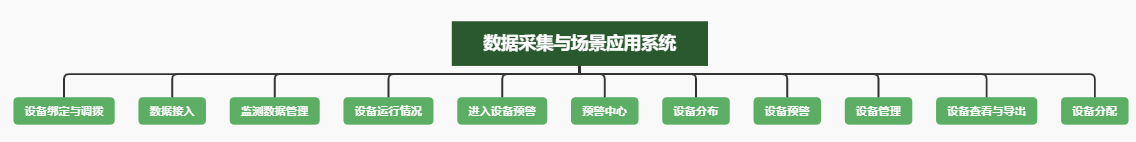 数据采集与场景应用系统
设备绑定与调拨
数据接入
监测数据管理
设备运行情况
进入设备预警
预警中心
设备分布
设备预警
设备管理
设备查看与导出
设备分配